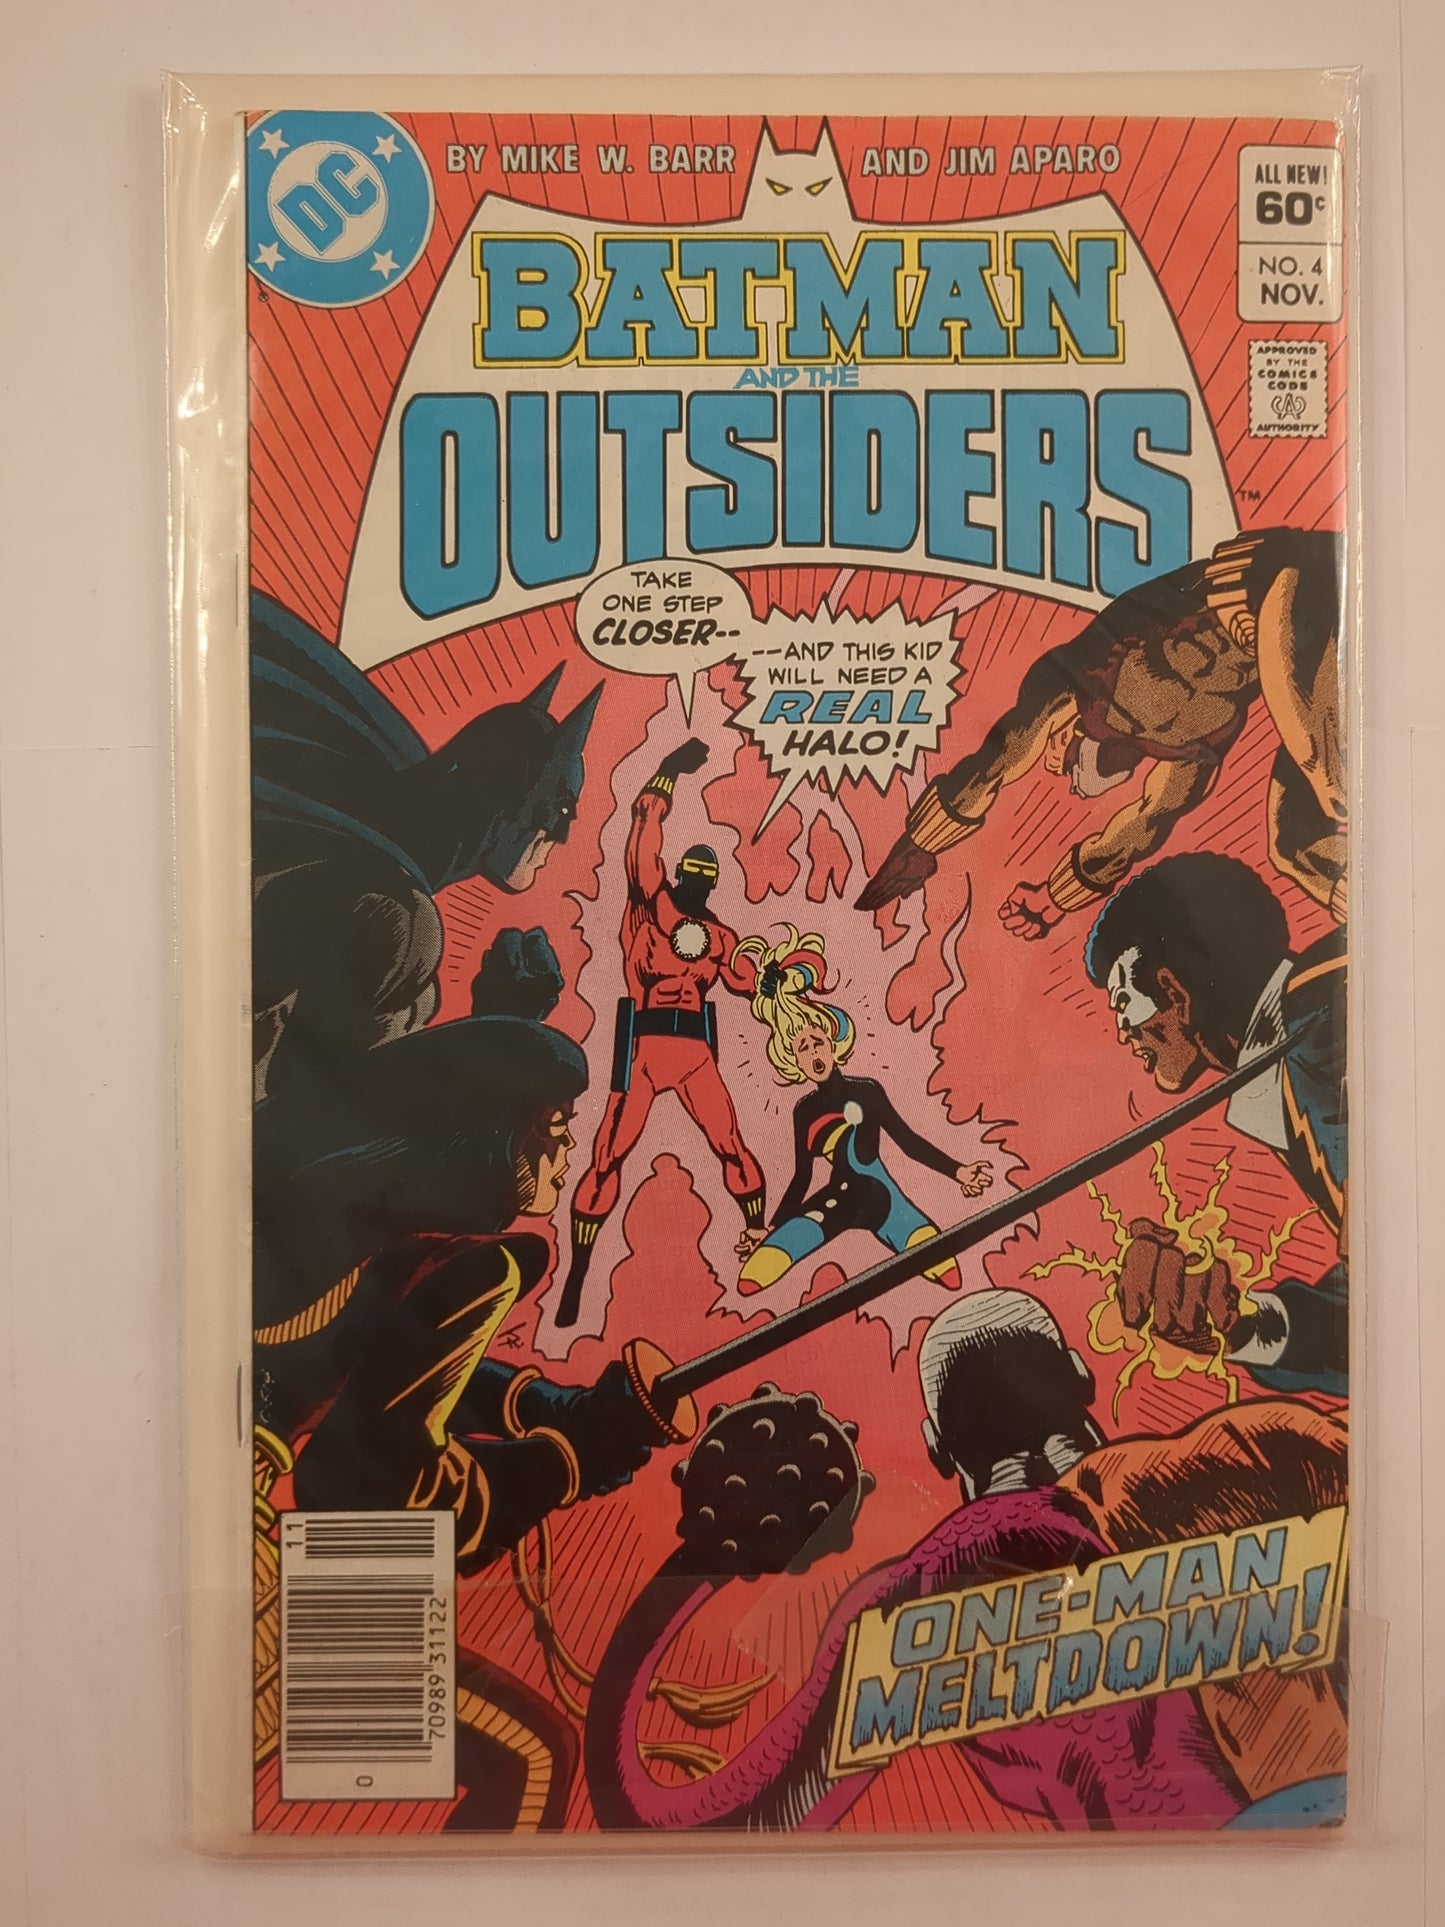 DC
BY MIKE W. BARR AND JIM APARO
ALL NEW!
60¢
NO. 4
NOV.
APPROVED
BY THE
COMICS
CODE
CA
AUTHORITY
BATMAN
AND THE
OUTSIDERS
TM
®
TAKE
ONE STEP
CLOSER--
--AND THIS KID
WILL NEED A
REAL
HALO!
ONE-MAN
MELTDOWN!
11
70989 31122
0